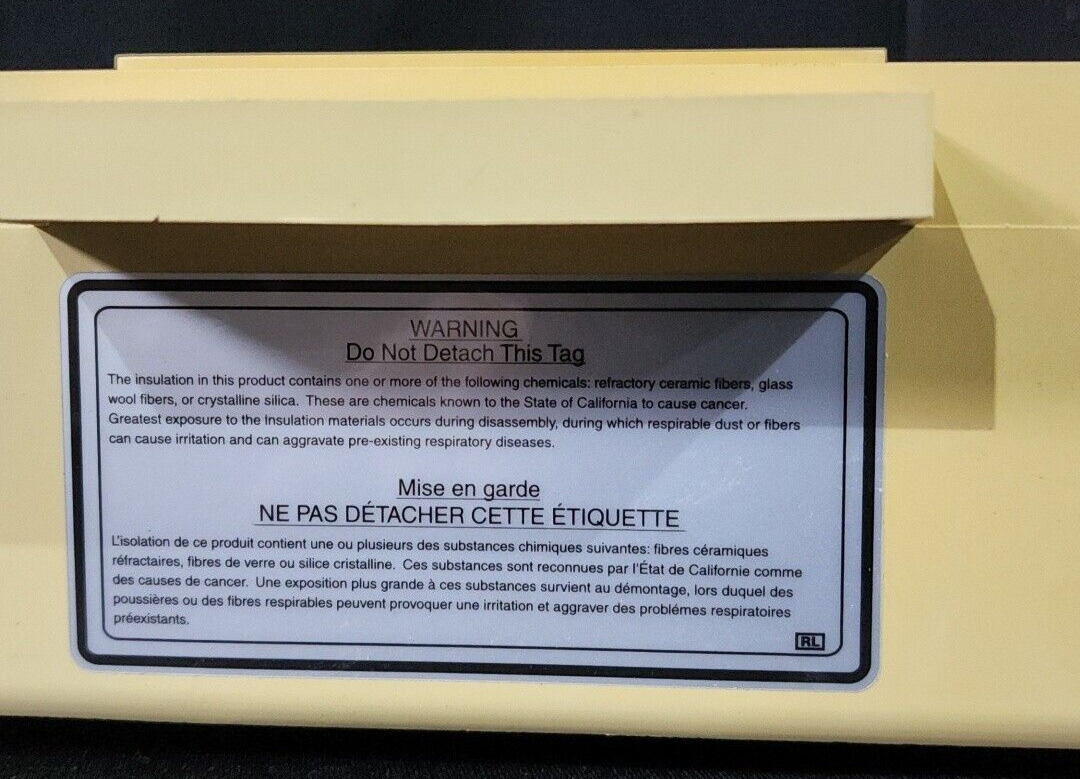 WARNING
Do Not Detach This Tag
The insulation in this product contains one or more of the following chemicals: refractory ceramic fibers, glass
wool fibers, or crystalline silica. These are chemicals known to the State of California to cause cancer.
Greatest exposure to the Insulation materials occurs during disassembly, during which respirable dust or fibers
can cause irritation and can aggravate pre-existing respiratory diseases.
Mise en garde
NE PAS DÉTACHER CETTE ÉTIQUETTE
L'isolation de ce produit contient une ou plusieurs des substances chimiques suivantes: fibres céramiques
réfractaires, fibres de verre ou silice cristalline. Ces substances sont reconnues par l'État de Californie comme
des causes de cancer. Une exposition plus grande à ces substances survient au démontage, lors duquel des
poussières ou des fibres respirables peuvent provoquer une irritation et aggraver des problémes respiratoires
préexistants.
RL